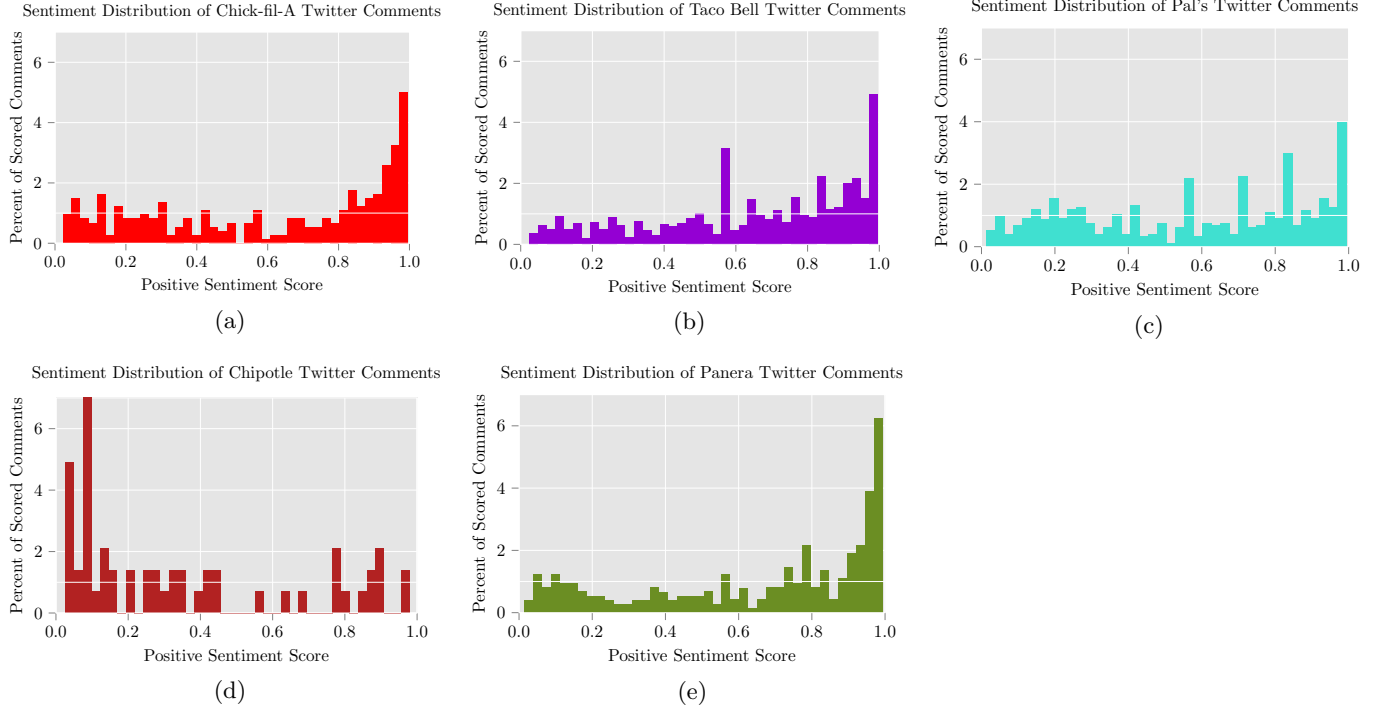 Sentiment Distribution of Chick-fil-A Twitter Comments
Percent of Scored Comments
6
4
2
0
0.0 0.2 0.4 0.6 0.8 1.0
Positive Sentiment Score
(a)
Sentiment Distribution of Taco Bell Twitter Comments
Percent of Scored Comments
6
4
2
0
0.0 0.2 0.4 0.6 0.8 1.0
Positive Sentiment Score
(b)
Sentiment Distribution of Pal's Twitter Comments
Percent of Scored Comments
6
4
2
0
0.0 0.2 0.4 0.6 0.8 1.0
Positive Sentiment Score
(c)
Sentiment Distribution of Chipotle Twitter Comments
Percent of Scored Comments
6
4
2
0
0.0 0.2 0.4 0.6 0.8 1.0
Positive Sentiment Score
(d)
Sentiment Distribution of Panera Twitter Comments
Percent of Scored Comments
6
4
2
0
0.0 0.2 0.4 0.6 0.8 1.0
Positive Sentiment Score
(e)